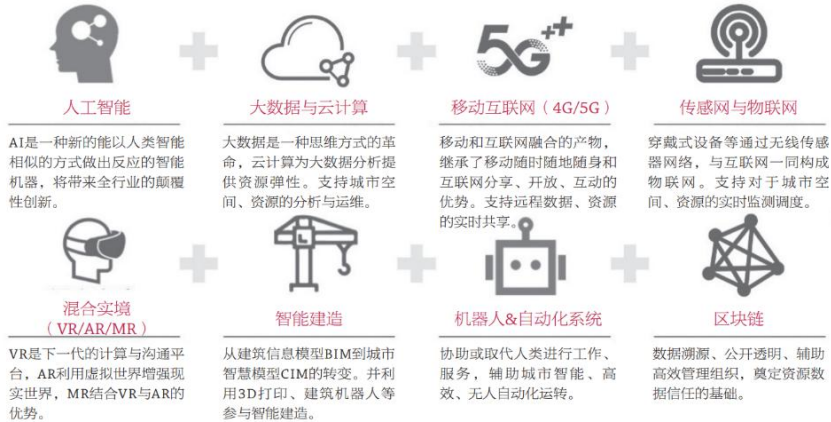 5G++
人工智能
AI是一种新的能以人类智能
相似的方式做出反应的智能
机器，将带来全行业的颠覆
性创新。
大数据与云计算
大数据是一种思维方式的革
命，云计算为大数据分析提
供资源弹性。支持城市空
间、资源的分析与运维。
移动互联网（4G/5G）
移动和互联网融合的产物，
继承了移动随时随地随身和
互联网分享、开放、互动的
优势。支持远程数据、资源
的实时共享。
传感网与物联网
穿戴式设备等通过无线传感
器网络，与互联网一同构成
物联网。支持对于城市空
间、资源的实时监测调度。
混合实境
（VR/AR/MR）
VR是下一代的计算与沟通平
台，AR利用虚拟世界增强现
实世界，MR结合VR与AR的
优势。
智能建造
从建筑信息模型BIM到城市
智慧模型CIM的转变。并利
用3D打印、建筑机器人等
参与智能建造。
机器人&自动化系统
协助或取代人类进行工作、
服务，辅助城市智能、高
效、无人自动化运转。
区块链
数据溯源、公开透明、辅助
高效管理组织，奠定资源数
据信任的基础。